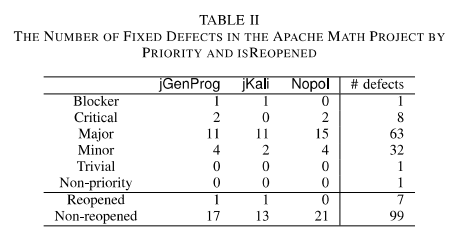 TABLE II
THE NUMBER OF FIXED DEFECTS IN THE APACHE MATH PROJECT BY
PRIORITY AND ISREOPENED
jGenProg jKali Nopol # defects
Blocker 1 1 0 1
Critical 2 0 2 8
Major 11 11 15 63
Minor 4 2 4 32
Trivial 0 0 0 1
Non-priority 0 0 0 1
Reopened 1 1 0 7
Non-reopened 17 13 21 99